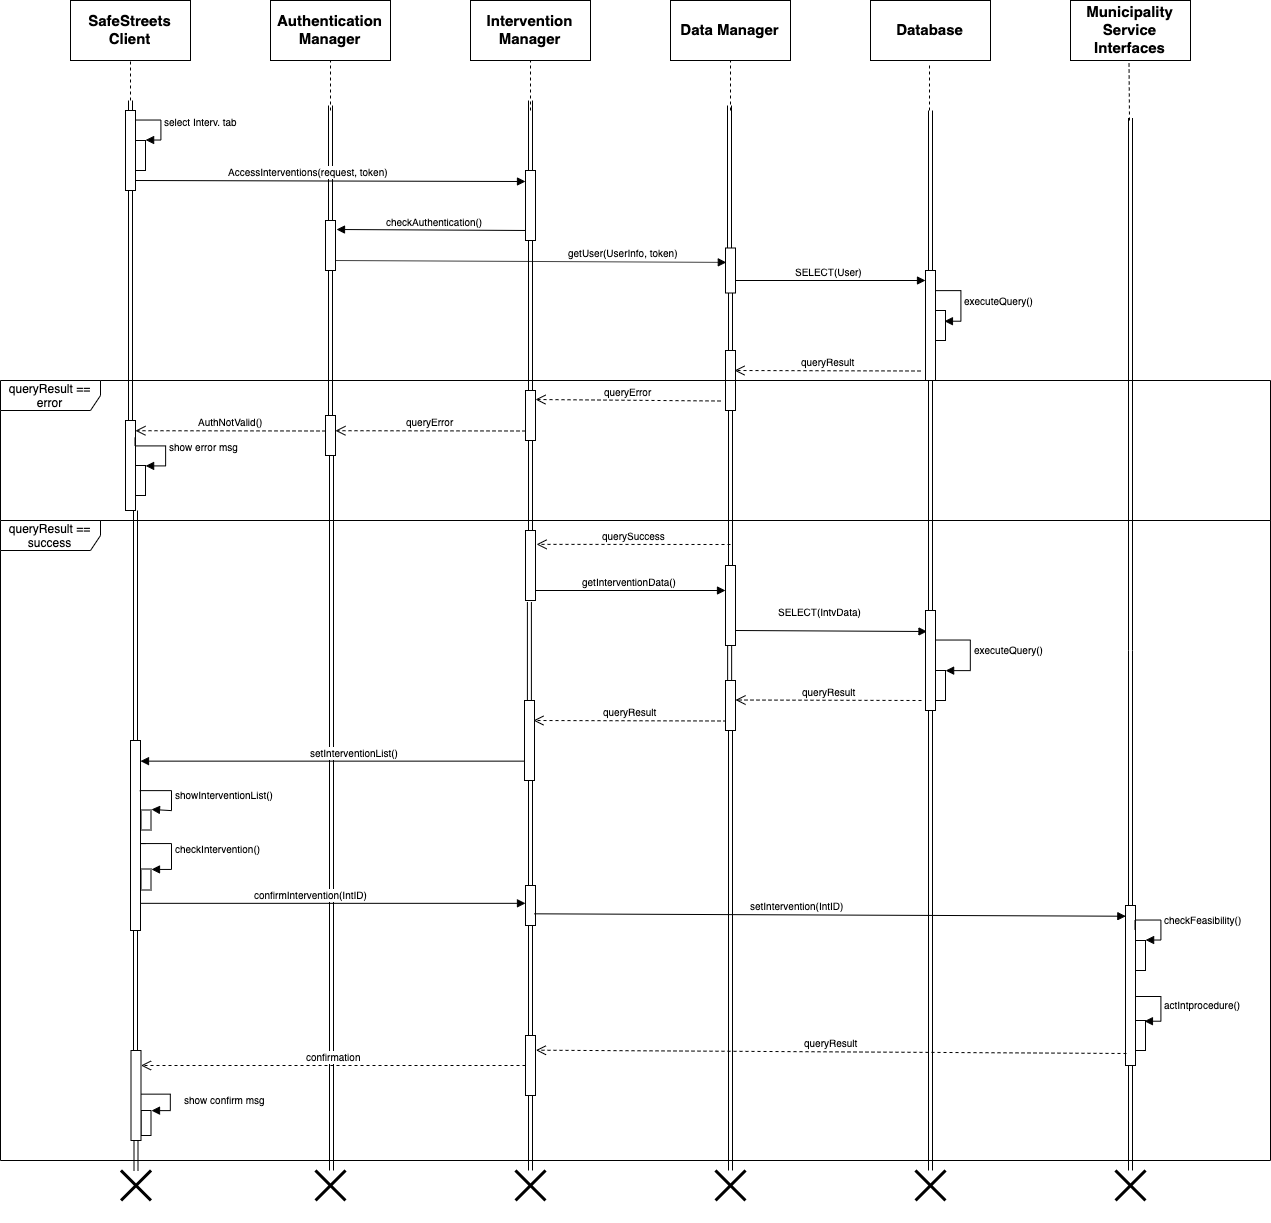 SafeStreets
Client
Authentication
Manager
Intervention
Manager
Data Manager
Database
Municipality
Service
Interfaces
select Interv. tab
AccessInterventions(request, token)
checkAuthentication()
getUser(UserInfo, token)
SELECT(User)
executeQuery()
queryResult
queryResult ==
error
queryError
AuthNotValid()
queryError
show error msg
queryResult ==
success
querySuccess
getInterventionData()
SELECT(IntvData)
executeQuery()
queryResult
queryResult
setInterventionList()
showInterventionList()
checkIntervention()
confirmIntervention(IntID)
setIntervention(IntID)
checkFeasibility()
actIntprocedure()
queryResult
confirmation
show confirm msg